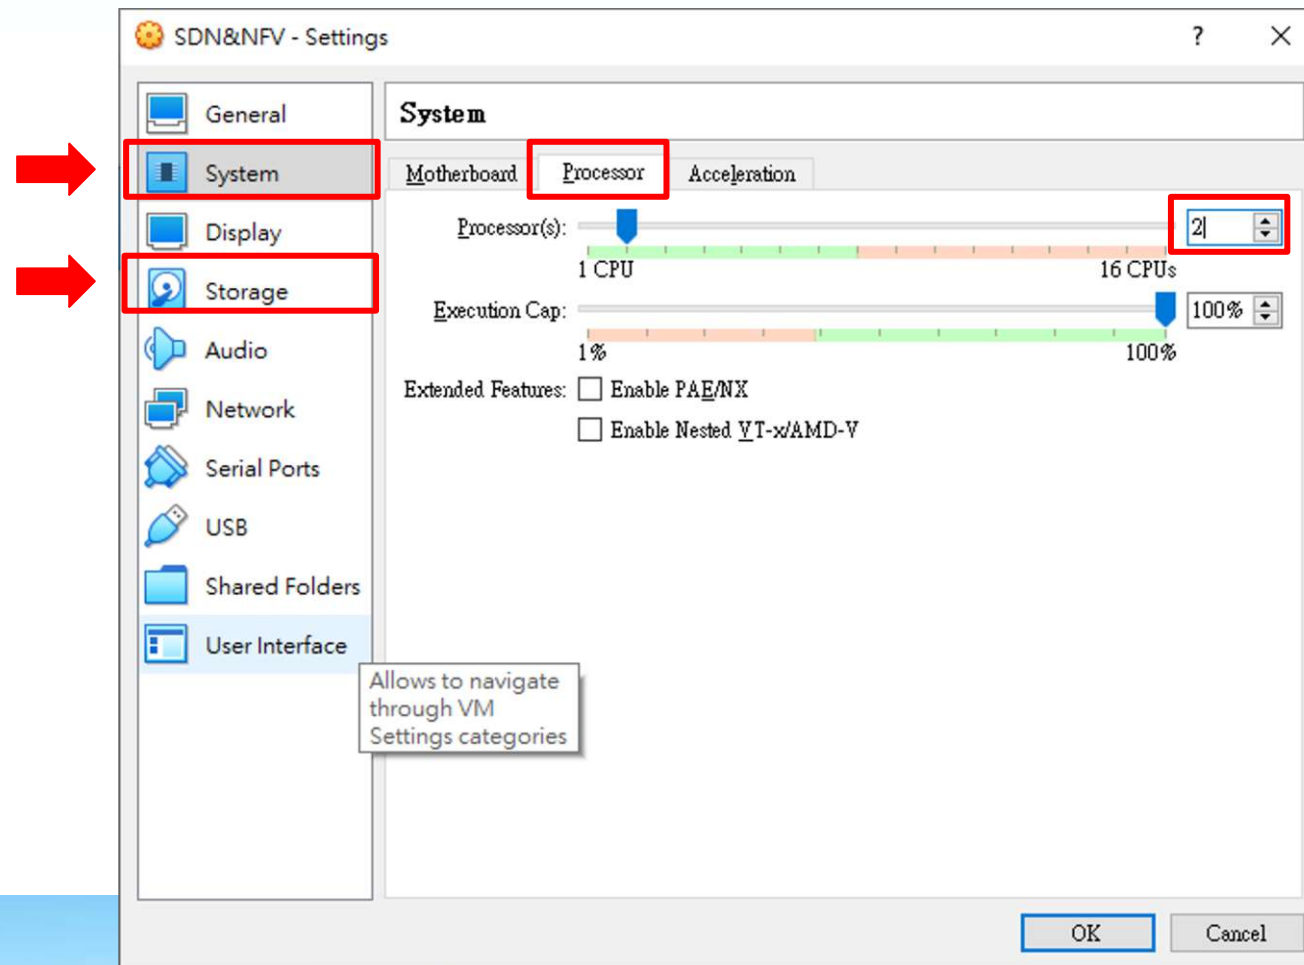 SDN&NFV - Settings
?
General
System
Display
Storage
Audio
Network
Serial Ports
USB
Shared Folders
User Interface
System
Motherboard Processor Acceleration
Processor(s): 2
1 CPU 16 CPUs
Execution Cap: 100%
1% 100%
Extended Features: Enable PAE/NX
Enable Nested VT-x/AMD-V
Allows to navigate
through VM
Settings categories
OK Cancel